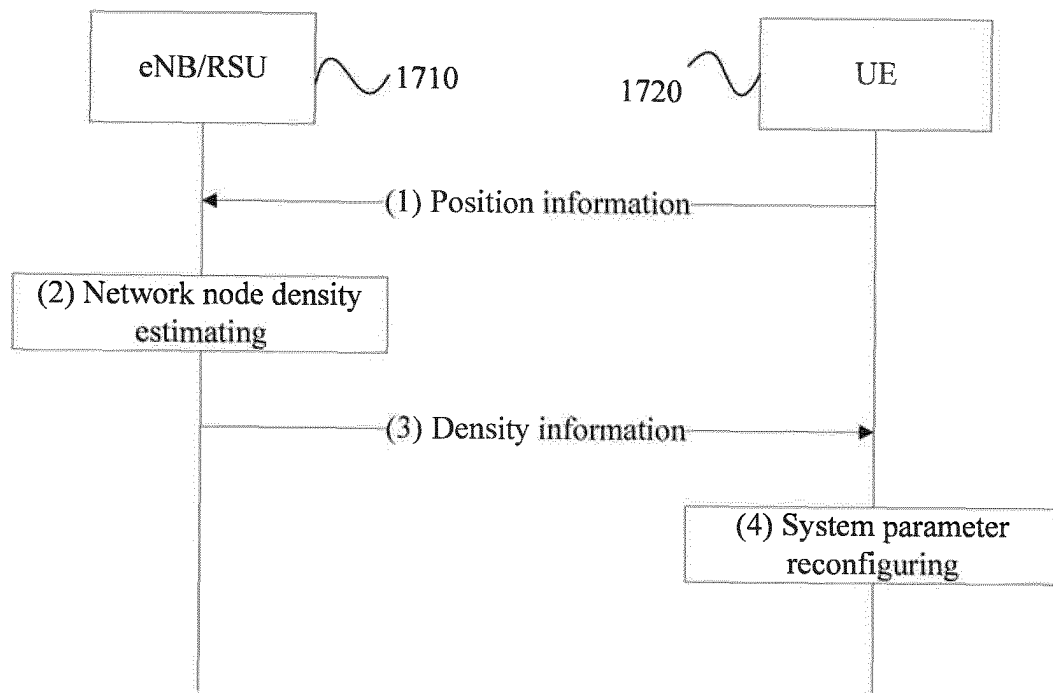 eNB/RSU
1710
1720
UE
(1) Position information
(2) Network node density
estimating
(3) Density information
(4) System parameter
reconfiguring